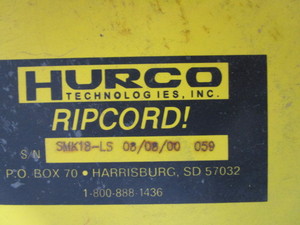 HURCO
TECHNOLOGIES, INC.
RIPCORD!
S/N SMK18-LS 08/08/00 059
P.O. BOX 70 • HARRISBURG, SD 57032
1-800-888-1436